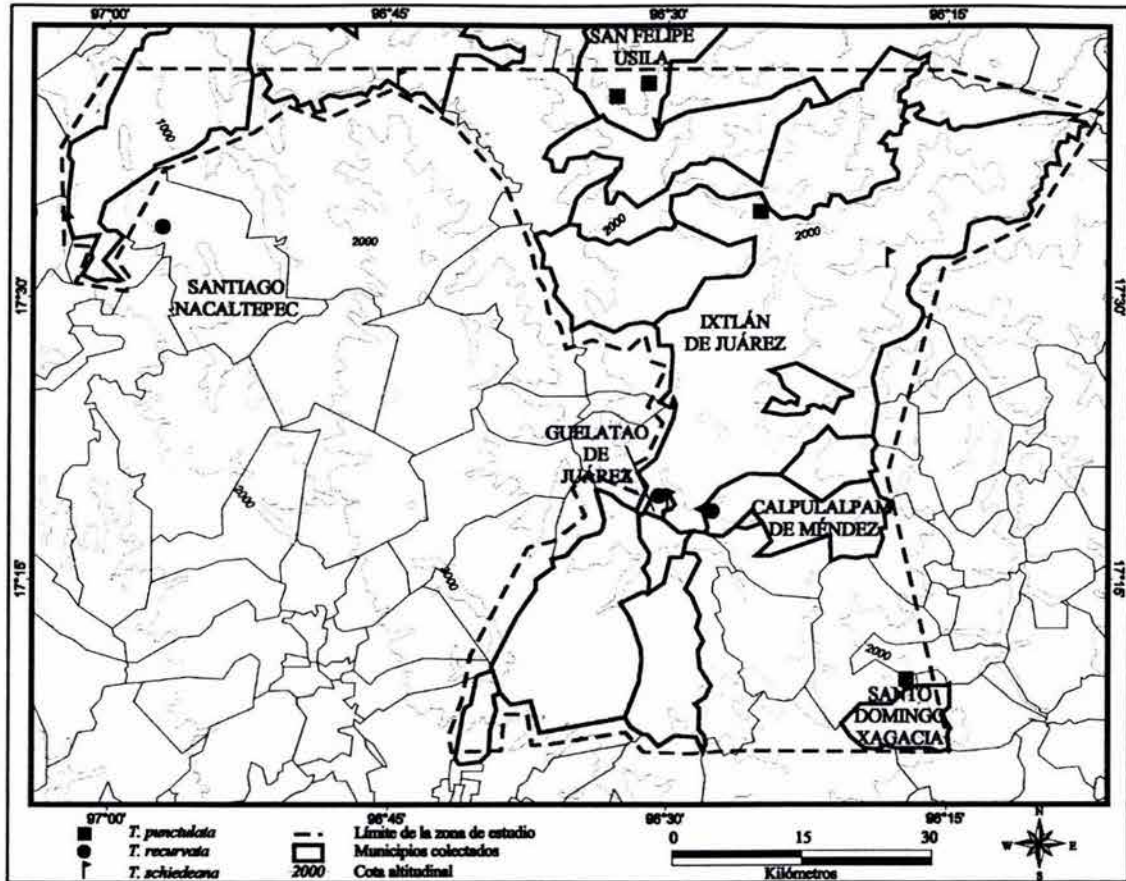 97°00' 96°45' 96°30' 96°15'
SAN FELIPE
USILA
1000
2000
2000
2000
SANTIAGO
NACALTEPEC
17°30' 17°30'
IXTLÁN
DE JUÁREZ
GUELATAO
DE
JUÁREZ
2000
CALPULALPAM
DE MÉNDEZ
17°15' 17°15'
2000
SANTO
DOMINGO
XAGACIA
97°00' 96°45' 96°30' 96°15'
T. punctulata
T. recurvata
T. schiedeana
Límite de la zona de estudio
Municipios colectados
2000 Cota altitudinal
0 15 30
Kilómetros
N
W E
S